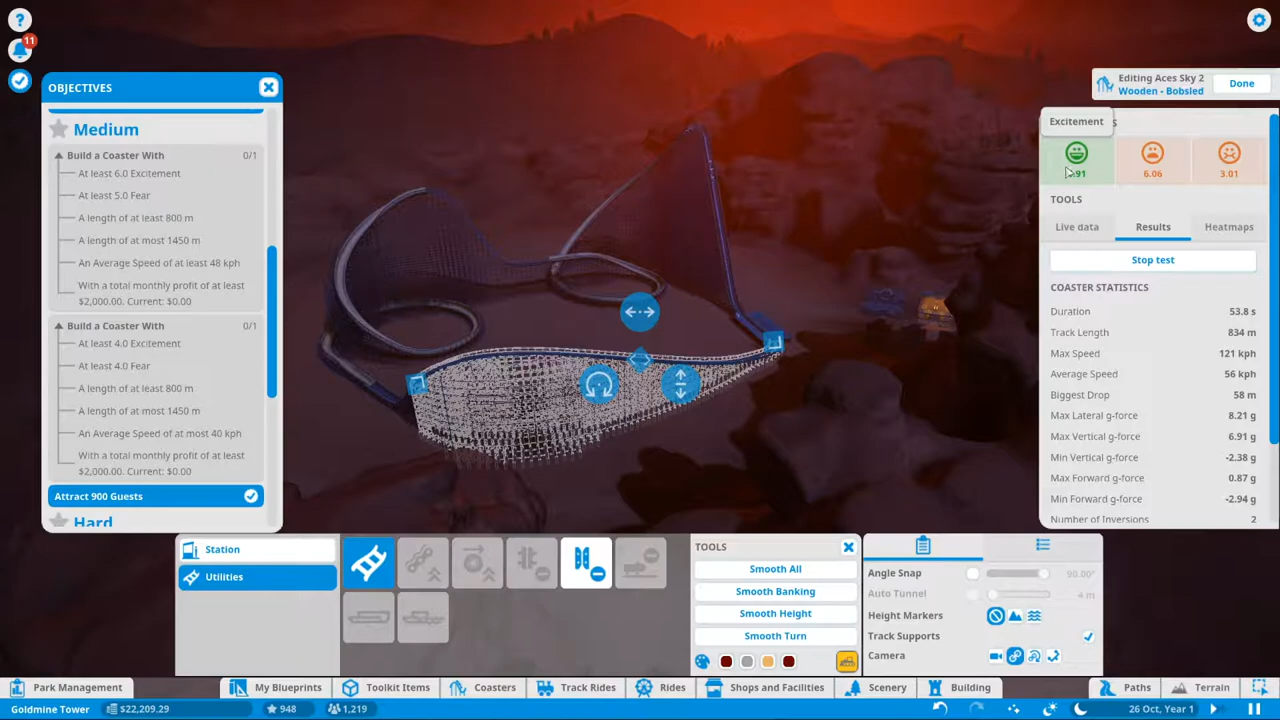 ?
11
OBJECTIVES
Medium
Build a Coaster With 0/1
At least 6.0 Excitement
At least 5.0 Fear
A length of at least 800 m
A length of at most 1450 m
An Average Speed of at least 48 kph
With a total monthly profit of at least
$2,000.00. Current: $0.00
Build a Coaster With 0/1
At least 4.0 Excitement
At least 4.0 Fear
A length of at least 800 m
A length of at most 1450 m
An Average Speed of at most 40 kph
With a total monthly profit of at least
$2,000.00. Current: $0.00
Attract 900 Guests
Hard
Editing Aces Sky 2
Wooden - Bobsled
Done
Excitement
.91 6.06 3.01
TOOLS
Live data Results Heatmaps
Stop test
COASTER STATISTICS
Duration 53.8 s
Track Length 834 m
Max Speed 121 kph
Average Speed 56 kph
Biggest Drop 58 m
Max Lateral g-force 8.21 g
Max Vertical g-force 6.91 g
Min Vertical g-force -2.38 g
Max Forward g-force 0.87 g
Min Forward g-force -2.94 g
Number of Inversions 2
Station
Utilities
TOOLS
Smooth All
Smooth Banking
Smooth Height
Smooth Turn
Angle Snap 90.00°
Auto Tunnel 4 m
Height Markers
Track Supports
Camera
Park Management My Blueprints Toolkit Items Coasters Track Rides Rides Shops and Facilities Scenery Building Paths Terrain
Goldmine Tower $22,209.29 948 1,219 26 Oct, Year 1